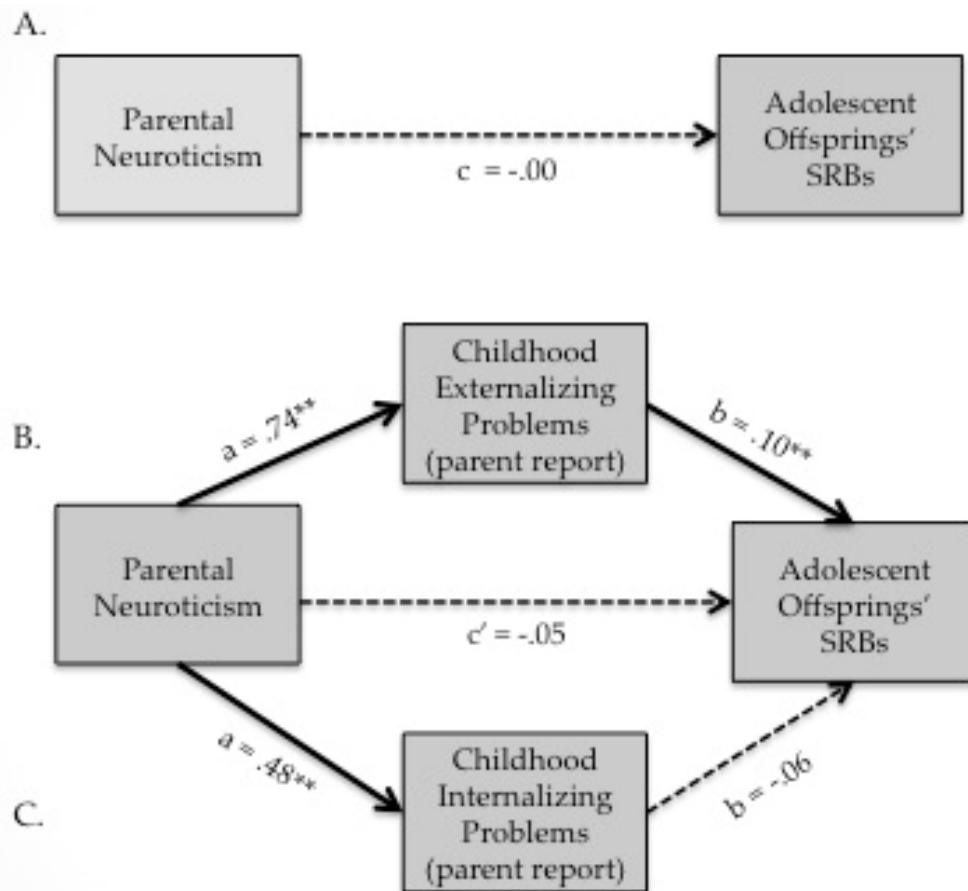 A.
Parental
Neuroticism
c = -.00
Adolescent
Offsprings'
SRBs
Childhood
Externalizing
Problems
(parent report)
a = .74**
b = .10**
B.
Parental
Neuroticism
c' = -.05
Adolescent
Offsprings'
SRBs
a = .48**
b = -.06
Childhood
Internalizing
Problems
(parent report)
C.